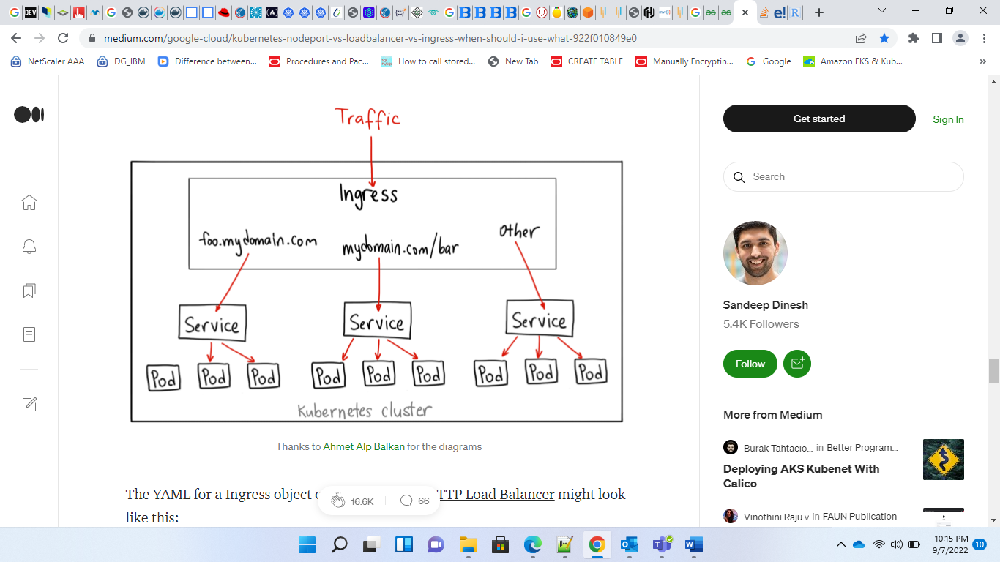 medium.com/google-cloud/kubernetes-nodeport-vs-loadbalancer-vs-ingress-when-should-i-use-what-922f010849e0
NetScaler AAA DG_IBM Difference between... Procedures and Pac... How to call stored... New Tab CREATE TABLE Manually Encryptin... Google Amazon EKS & Kub... »
Traffic
Ingress
foo.mydomain.com mydomain.com/bar Other
Service Service Service
Pod Pod Pod Pod Pod Pod Pod Pod Pod
Kubernetes cluster
Thanks to Ahmet Alp Balkan for the diagrams
The YAML for a Ingress object TTP Load Balancer might look
like this:
16.6K 66
Get started Sign In
Search
Sandeep Dinesh
5.4K Followers
Follow
More from Medium
Burak Tahtacıo... in Better Program...
Deploying AKS Kubenet With
Calico
Vinothini Raju v in FAUN Publication
10:15 PM
9/7/2022 10